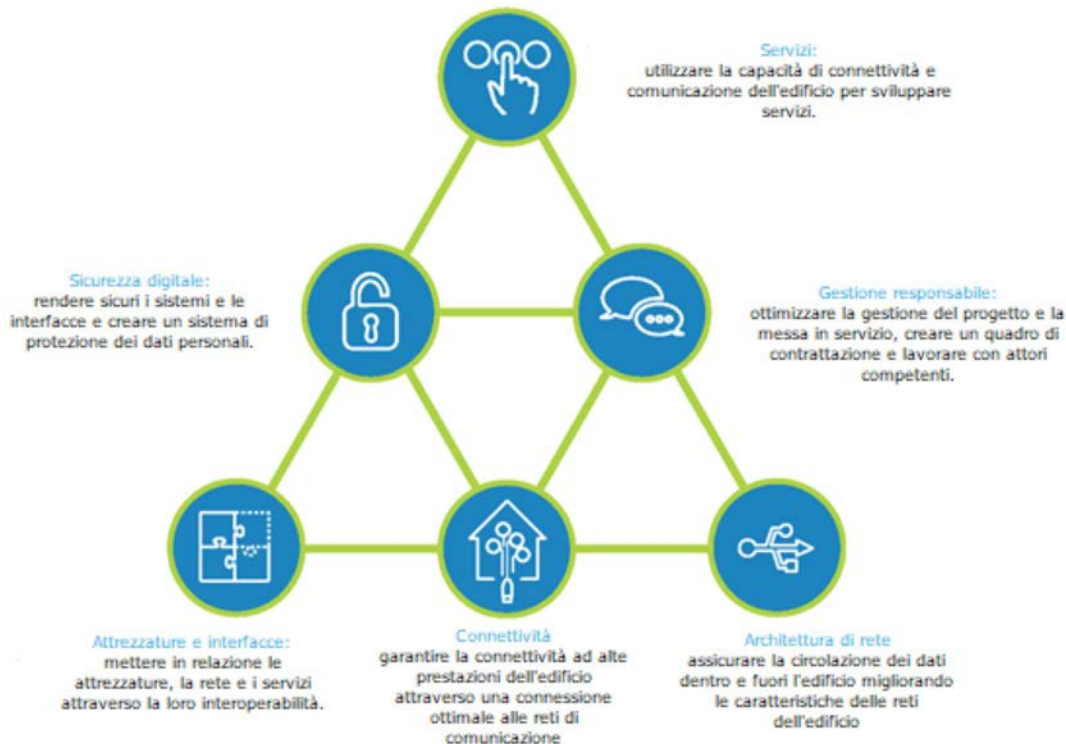 Servizi:
utilizzare la capacità di connettività e
comunicazione dell'edificio per sviluppare
servizi.
Sicurezza digitale:
rendere sicuri i sistemi e le
interfacce e creare un sistema di
protezione dei dati personali.
Gestione responsabile:
ottimizzare la gestione del progetto e la
messa in servizio, creare un quadro di
contrattazione e lavorare con attori
competenti.
Attrezzature e interfacce:
mettere in relazione le
attrezzature, la rete e i servizi
attraverso la loro interoperabilità.
Connettività
garantire la connettività ad alte
prestazioni dell'edificio
attraverso una connessione
ottimale alle reti di
comunicazione
Architettura di rete
assicurare la circolazione dei dati
dentro e fuori l'edificio migliorando
le caratteristiche delle reti
dell'edificio